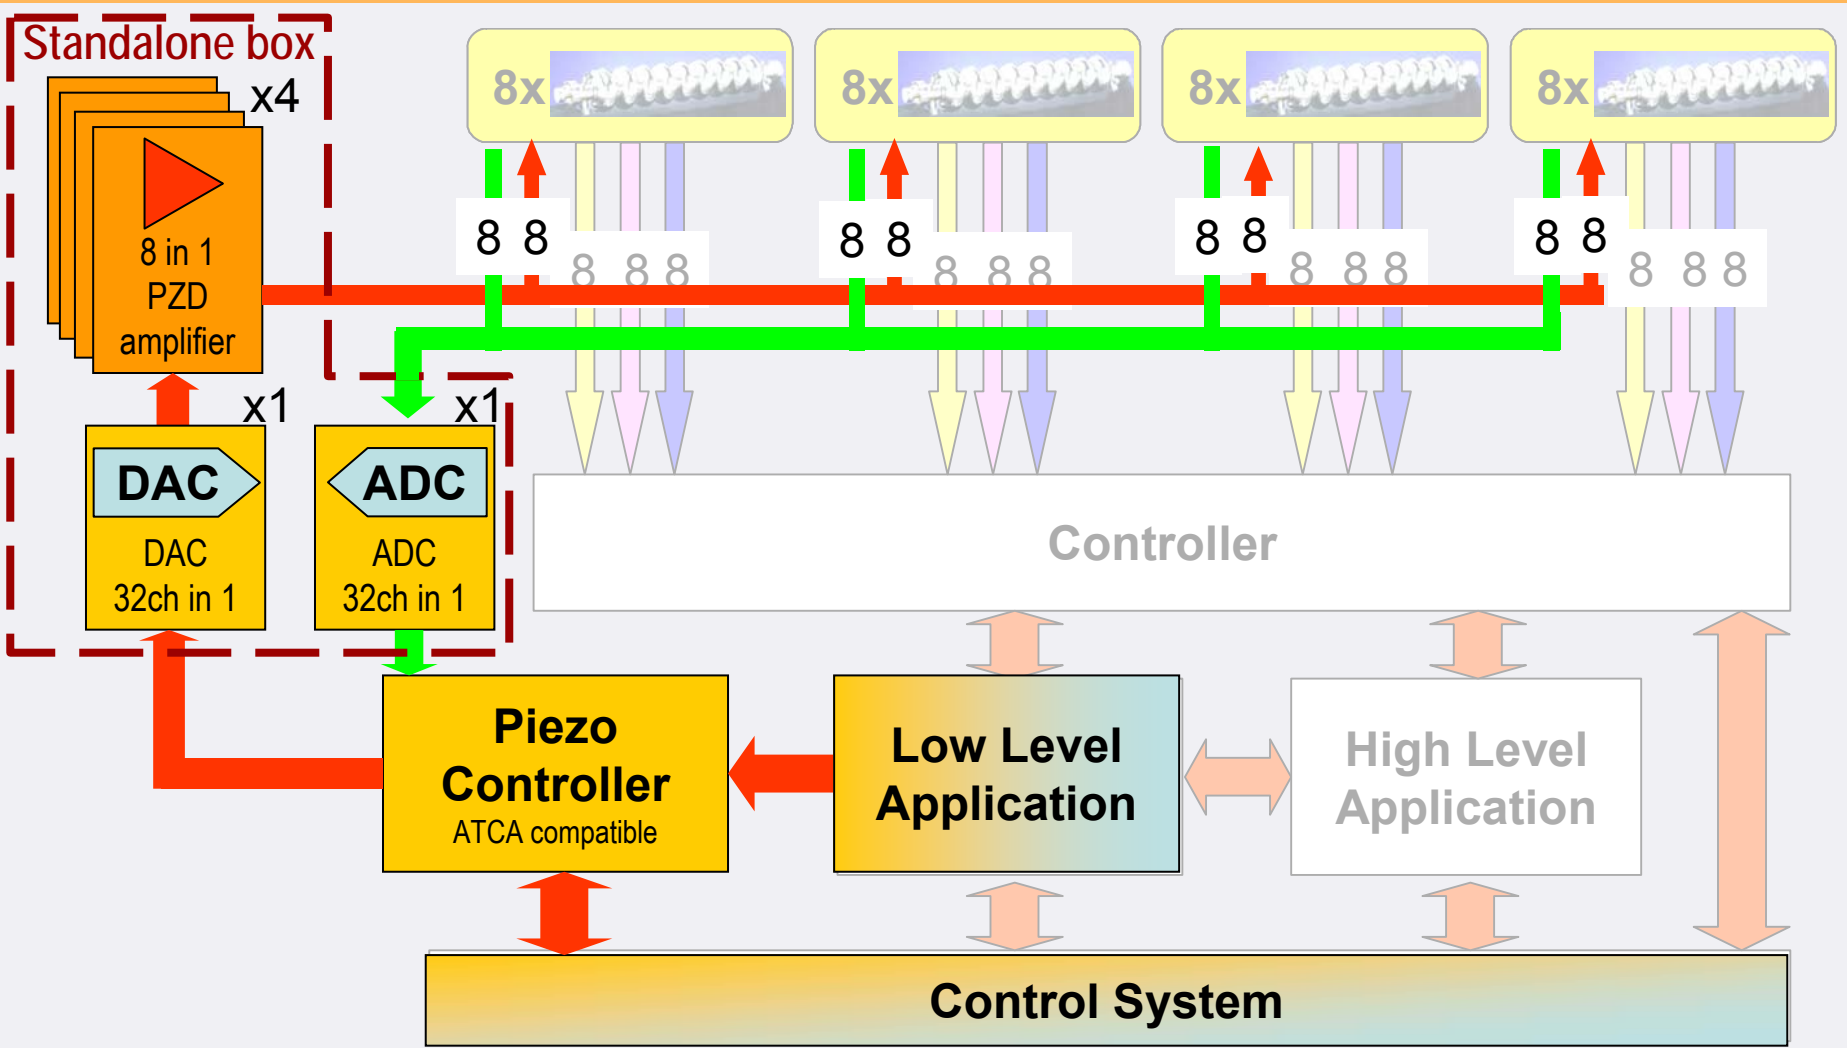 Standalone box
x4
8 in 1
PZD
amplifier
8x
8x
8x
8x
8 8
8 8 8
8 8
8 8 8
8 8
8 8 8
8 8
8 8 8
x1
x1
DAC
DAC
32ch in 1
ADC
ADC
32ch in 1
Controller
Piezo
Controller
ATCA compatible
Low Level
Application
High Level
Application
Control System